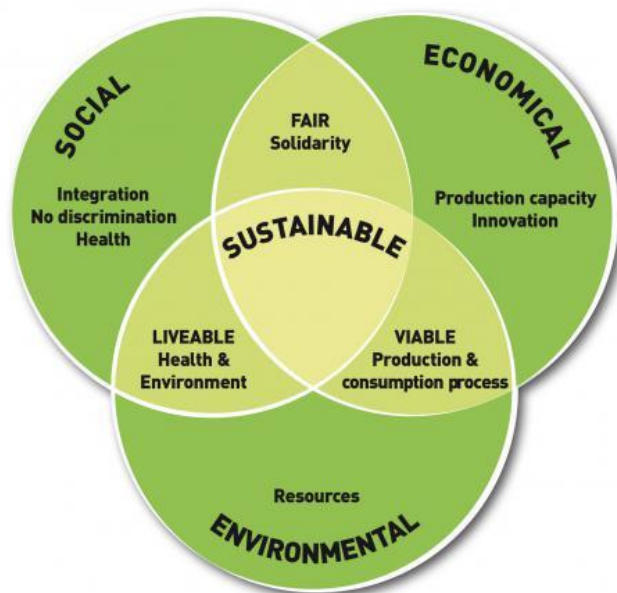 SOCIAL
ECONOMICAL
FAIR
Solidarity
Integration
No discrimination
Health
Production capacity
Innovation
SUSTAINABLE
LIVEABLE
Health &
Environment
VIABLE
Production &
consumption process
Resources
ENVIRONMENTAL